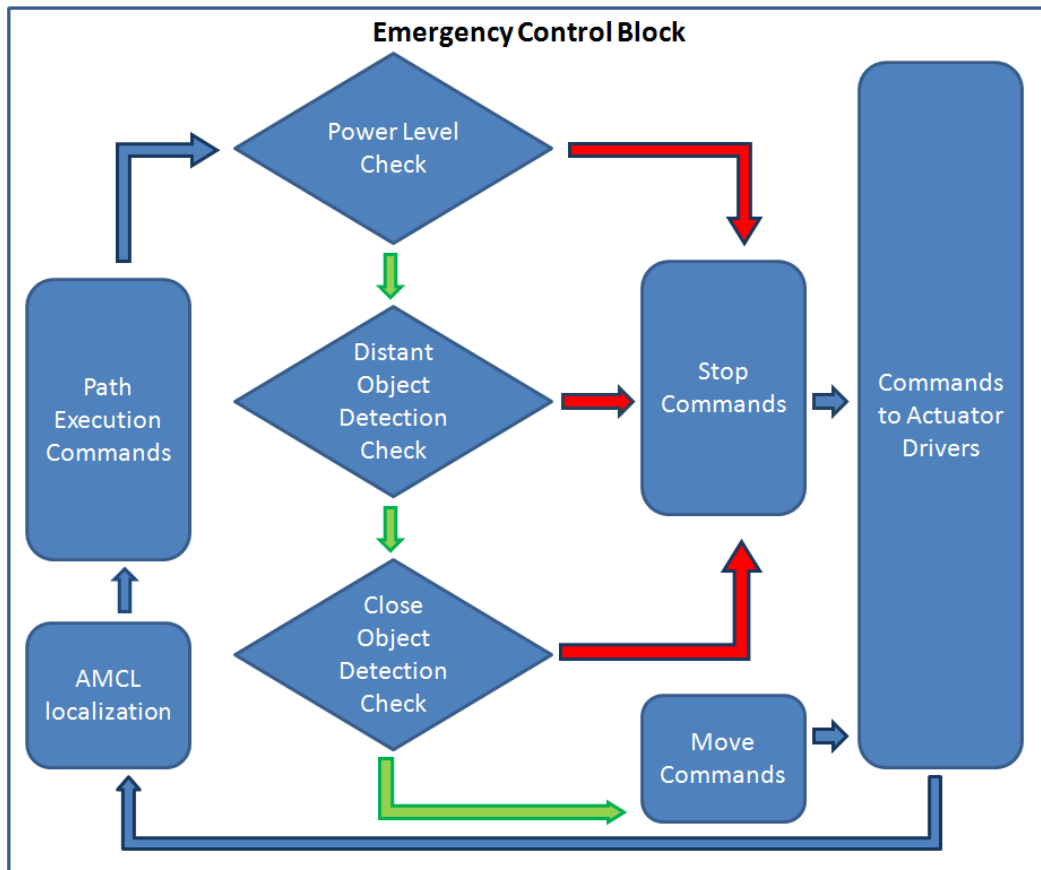 Emergency Control Block
Power Level
Check
Distant
Object
Detection
Check
Close
Object
Detection
Check
Path
Execution
Commands
AMCL
localization
Stop
Commands
Move
Commands
Commands
to Actuator
Drivers